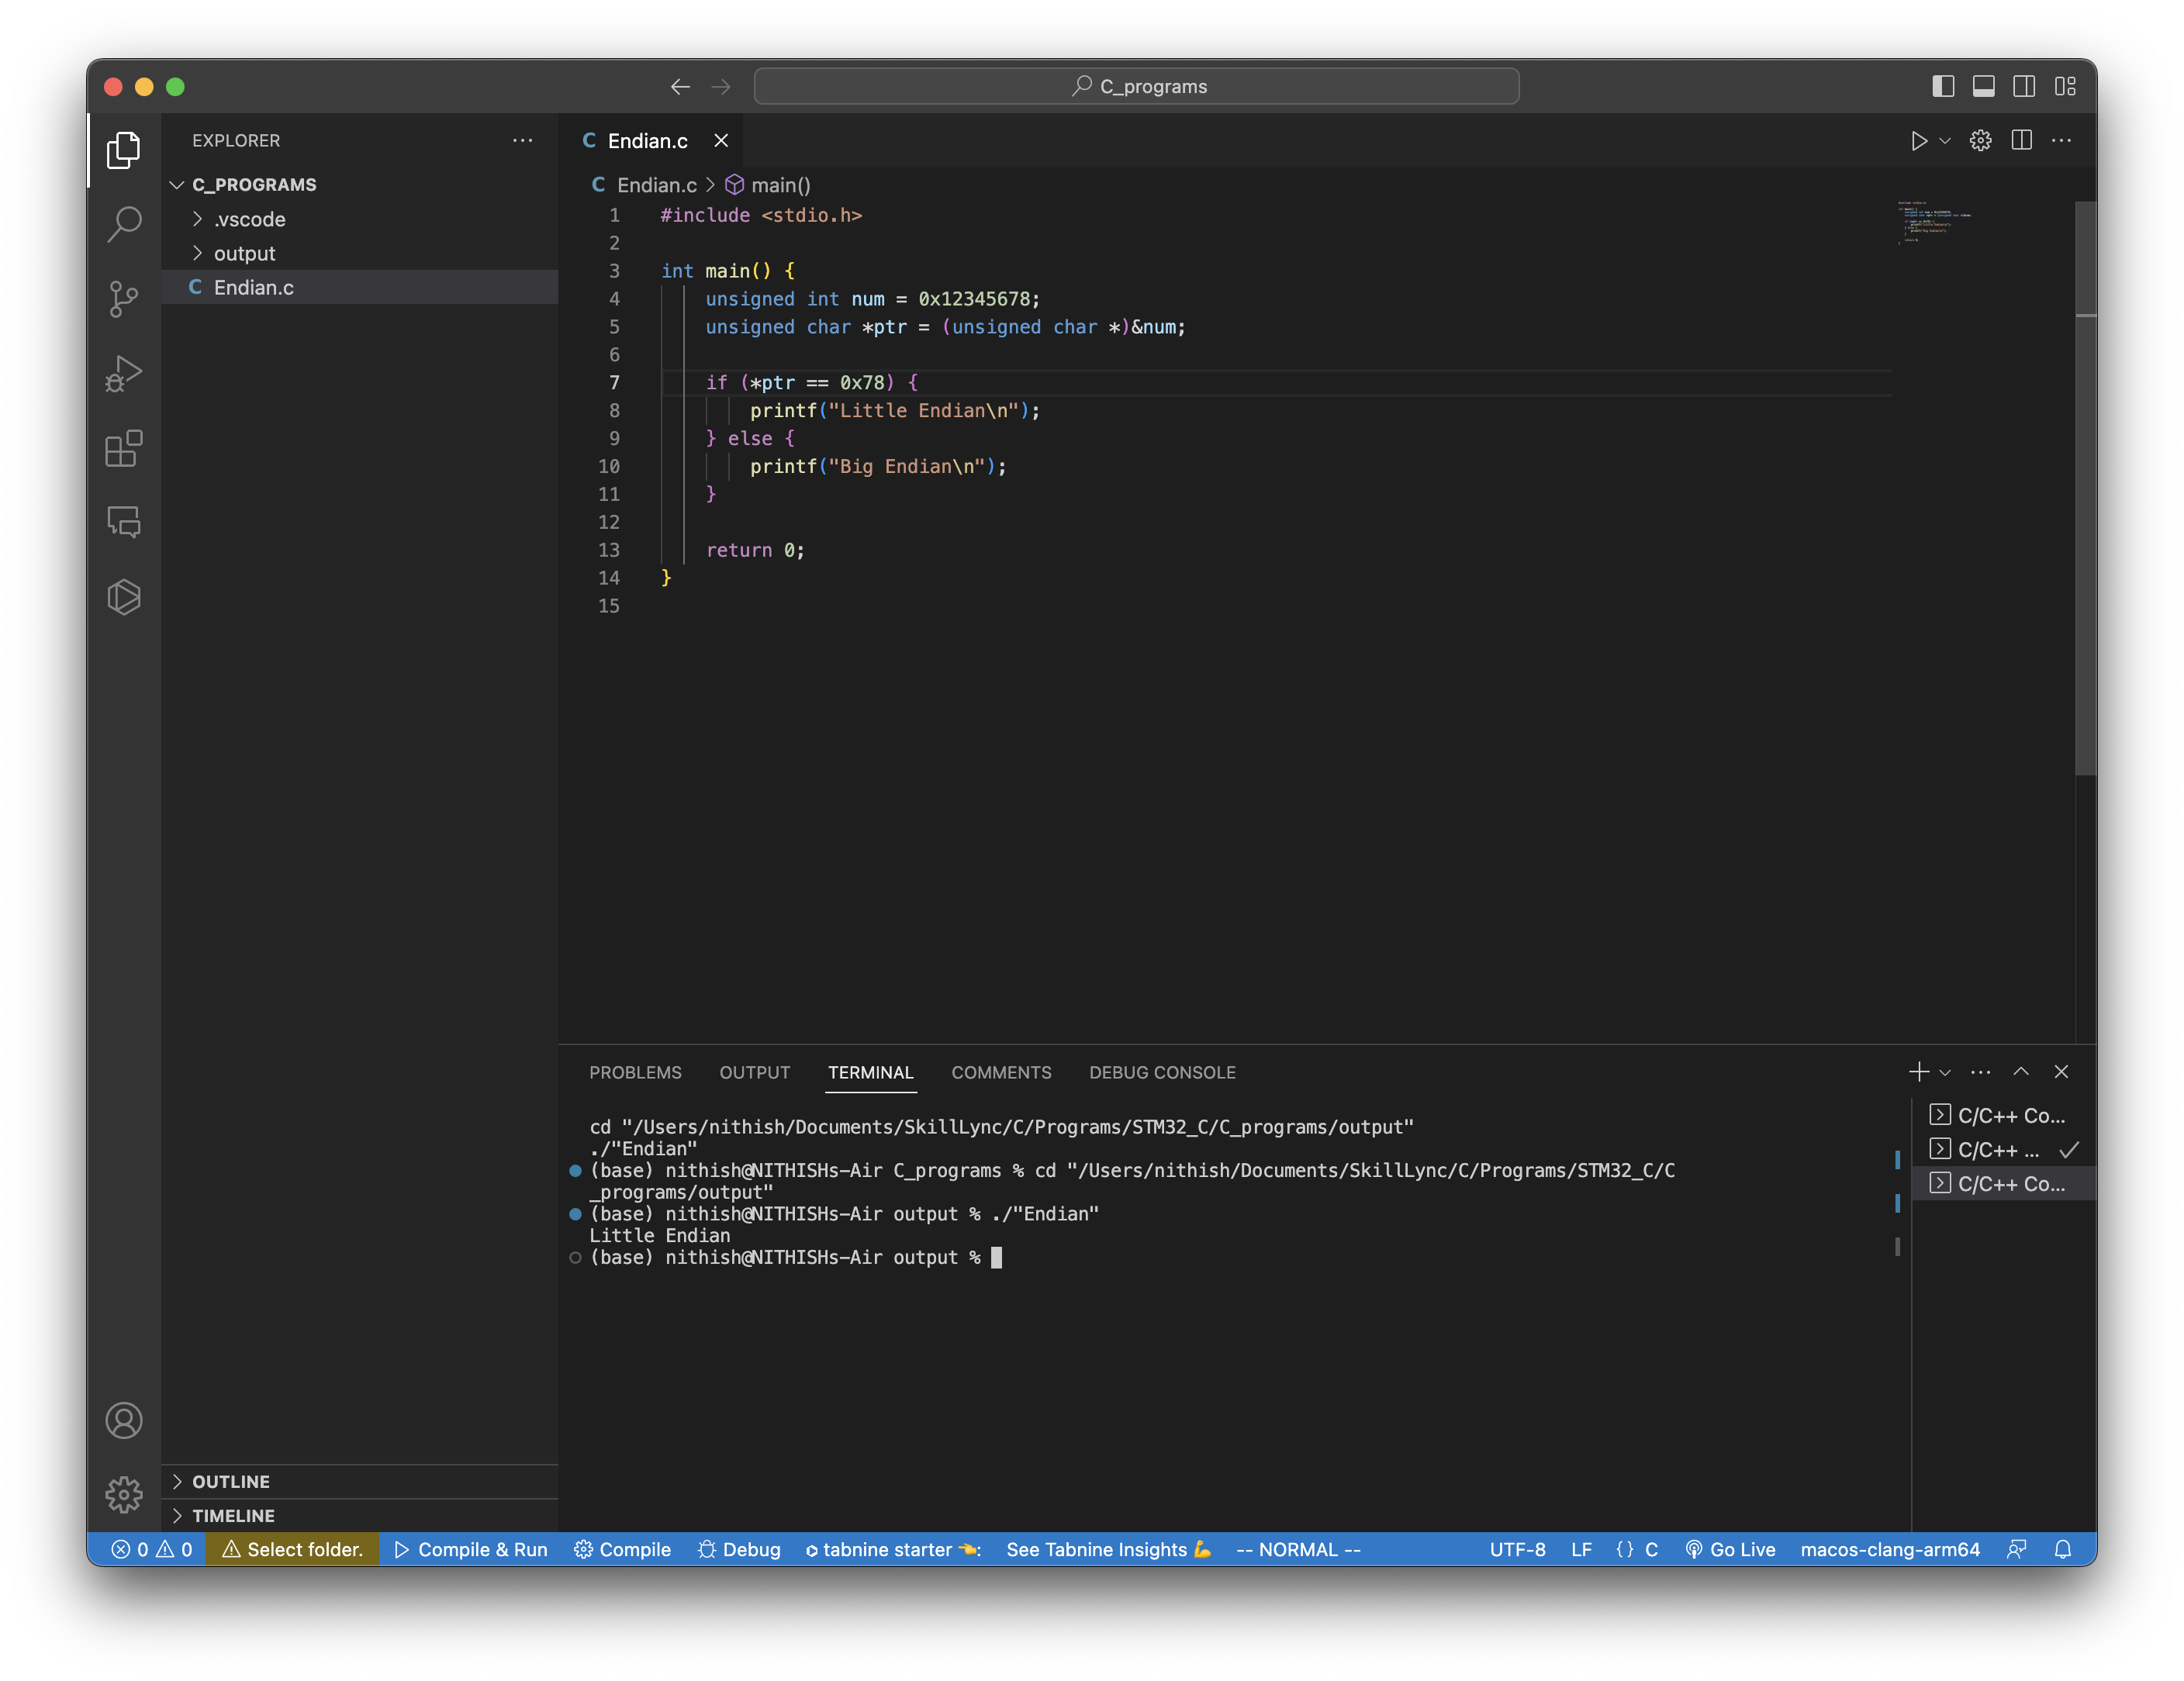 C_programs
EXPLORER
C_PROGRAMS
.vscode
output
C Endian.c
C Endian.c
C Endian.c > main()
1 #include <stdio.h>
2
3 int main() {
4 unsigned int num = 0x12345678;
5 unsigned char *ptr = (unsigned char *)&num;
6
7 if (*ptr == 0x78) {
8 printf("Little Endian\n");
9 } else {
10 printf("Big Endian\n");
11 }
12
13 return 0;
14 }
15
PROBLEMS OUTPUT TERMINAL COMMENTS DEBUG CONSOLE
cd "/Users/nithish/Documents/SkillLync/C/Programs/STM32_C/C_programs/output"
./"Endian"
(base) nithish@NITHISHs-Air C_programs % cd "/Users/nithish/Documents/SkillLync/C/Programs/STM32_C/C
_programs/output"
(base) nithish@NITHISHs-Air output % ./"Endian"
Little Endian
(base) nithish@NITHISHs-Air output %
C/C++ Co...
C/C++ ...
C/C++ Co...
OUTLINE
TIMELINE
0 0 Select folder. Compile & Run Compile Debug tabnine starter 👈: See Tabnine Insights 💪 -- NORMAL -- UTF-8 LF {} C Go Live macos-clang-arm64